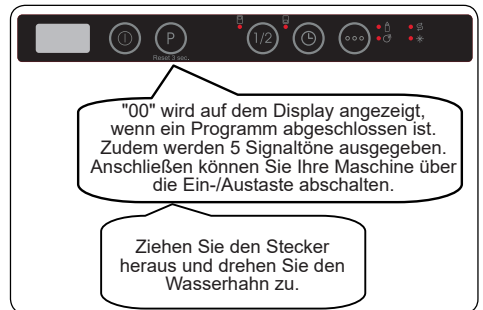 P
1/2
Reset 3 sec.
"00" wird auf dem Display angezeigt,
wenn ein Programm abgeschlossen ist.
Zudem werden 5 Signaltöne ausgegeben.
Anschließen können Sie Ihre Maschine über
die Ein-/Austaste abschalten.
Ziehen Sie den Stecker
heraus und drehen Sie den
Wasserhahn zu.